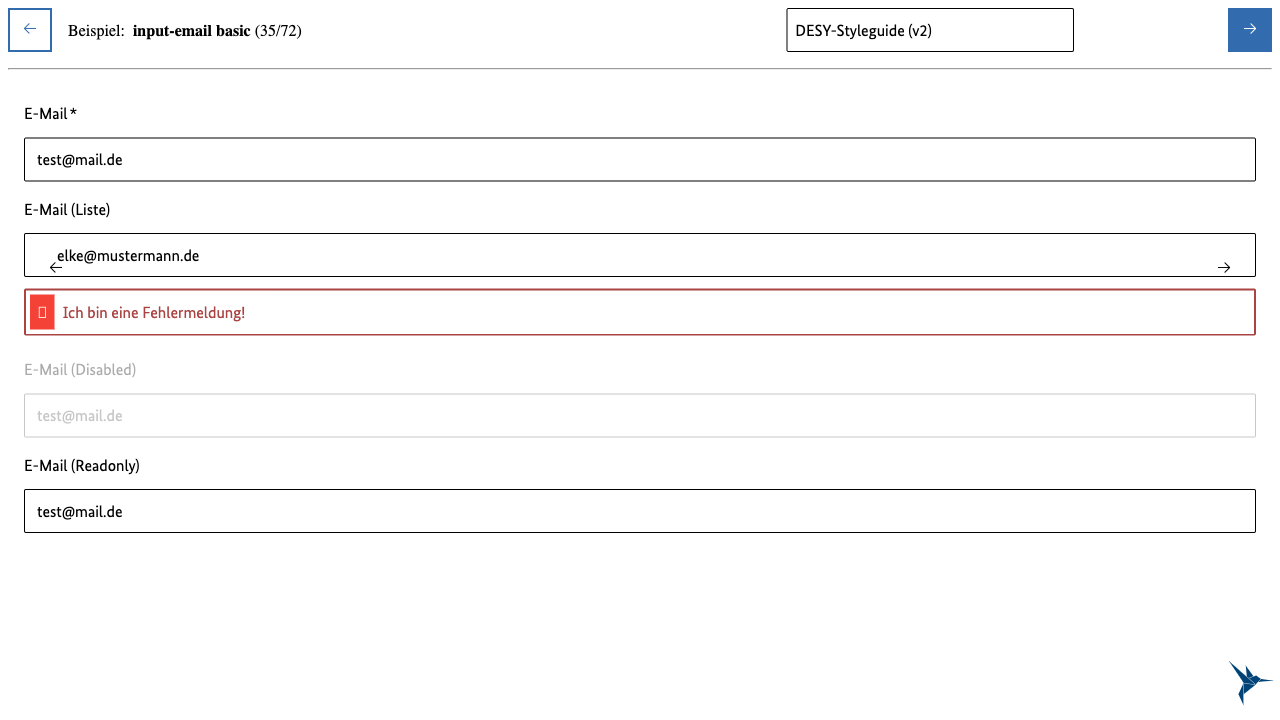 Beispiel: input-email basic (35/72)
DESY-Styleguide (v2)
E-Mail *
test@mail.de
E-Mail (Liste)
elke@mustermann.de
Ich bin eine Fehlermeldung!
E-Mail (Disabled)
test@mail.de
E-Mail (Readonly)
test@mail.de